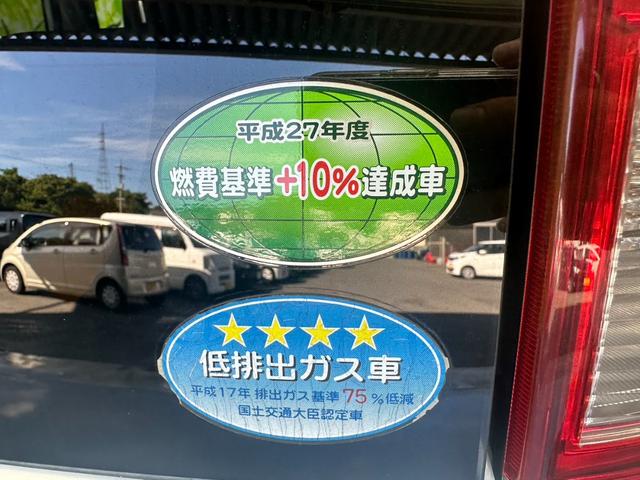 平成27年度
燃費基準+10%達成車
低排出ガス車
平成17年 排出ガス基準75%低減
国土交通大臣認定車